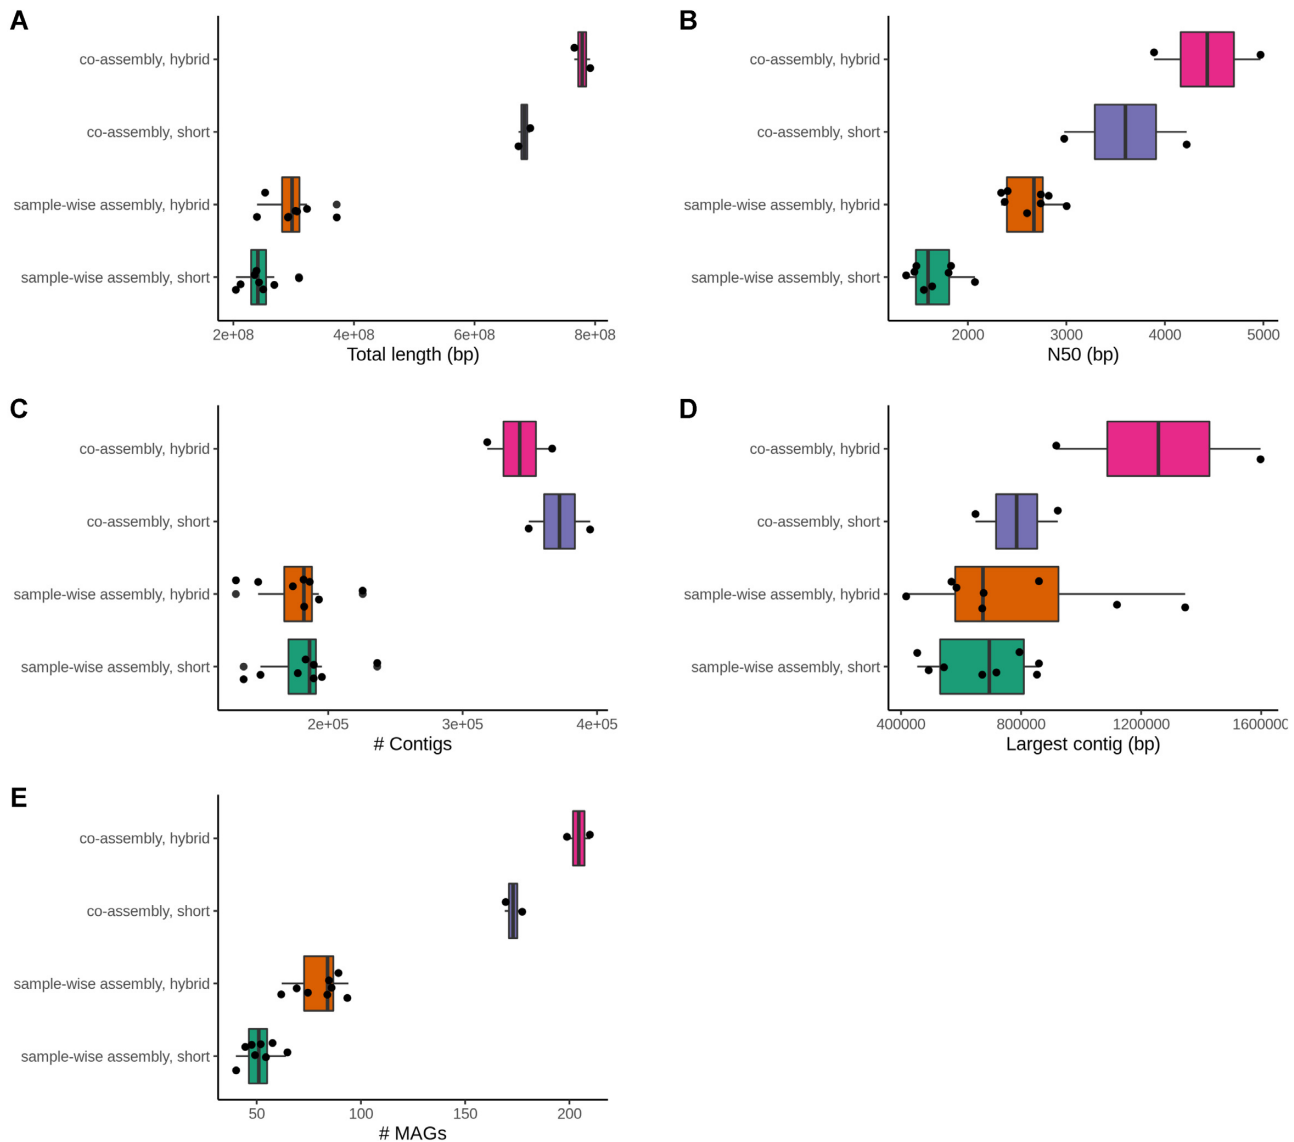 A
co-assembly, hybrid
co-assembly, short
sample-wise assembly, hybrid
sample-wise assembly, short
2e+08 4e+08 6e+08 8e+08
Total length (bp)
B
co-assembly, hybrid
co-assembly, short
sample-wise assembly, hybrid
sample-wise assembly, short
2000 3000 4000 5000
N50 (bp)
C
co-assembly, hybrid
co-assembly, short
sample-wise assembly, hybrid
sample-wise assembly, short
2e+05 3e+05 4e+05
# Contigs
D
co-assembly, hybrid
co-assembly, short
sample-wise assembly, hybrid
sample-wise assembly, short
400000 800000 1200000 1600000
Largest contig (bp)
E
co-assembly, hybrid
co-assembly, short
sample-wise assembly, hybrid
sample-wise assembly, short
50 100 150 200
# MAGs